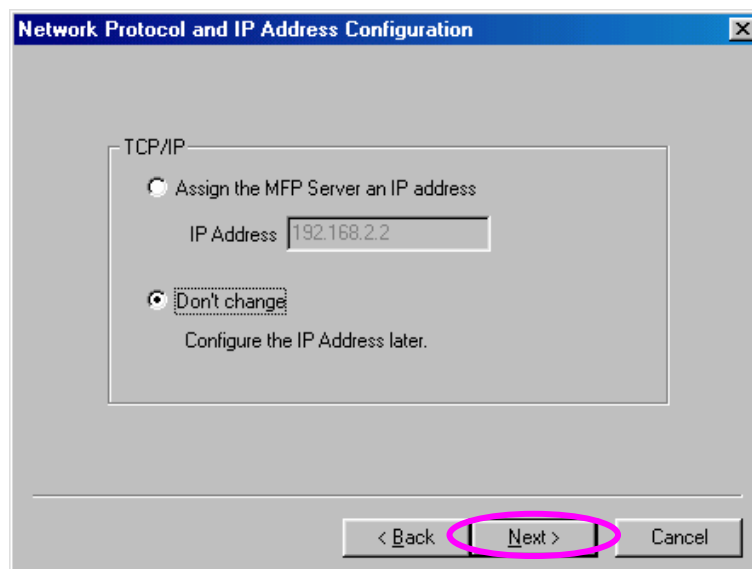 Network Protocol and IP Address Configuration
TCP/IP
Assign the MFP Server an IP address
IP Address 192.168.2.2
Don't change
Configure the IP Address later.
< Back Next > Cancel